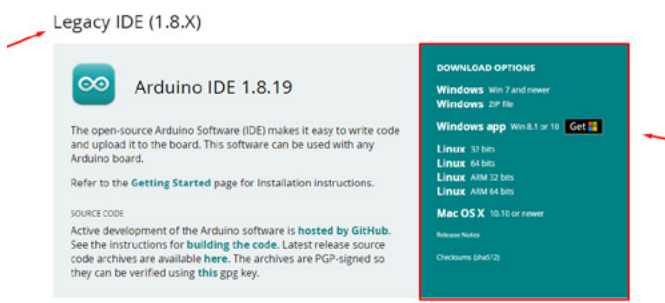 Legacy IDE (1.8.X)
Arduino IDE 1.8.19
The open-source Arduino Software (IDE) makes it easy to write code
and upload it to the board. This software can be used with any
Arduino board.
Refer to the Getting Started page for Installation instructions.
SOURCE CODE
Active development of the Arduino software is hosted by GitHub.
See the instructions for building the code. Latest release source
code archives are available here. The archives are PGP-signed so
they can be verified using this gpg key.
DOWNLOAD OPTIONS
Windows Win 7 and newer
Windows ZIP file
Windows app Win 8.1 or 10 Get
Linux 32 bits
Linux 64 bits
Linux ARM 32 bits
Linux ARM 64 bits
Mac OS X 10.10 or newer
Release Notes
Checksums (sha512)